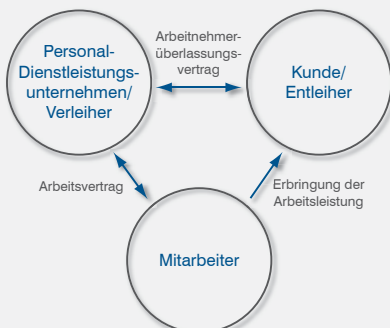 Personal-
Dienstleistungs-
unternehmen/
Verleiher
Arbeitnehmer-
überlassungs-
vertrag
Kunde/
Entleiher
Arbeitsvertrag
Erbringung der
Arbeitsleistung
Mitarbeiter